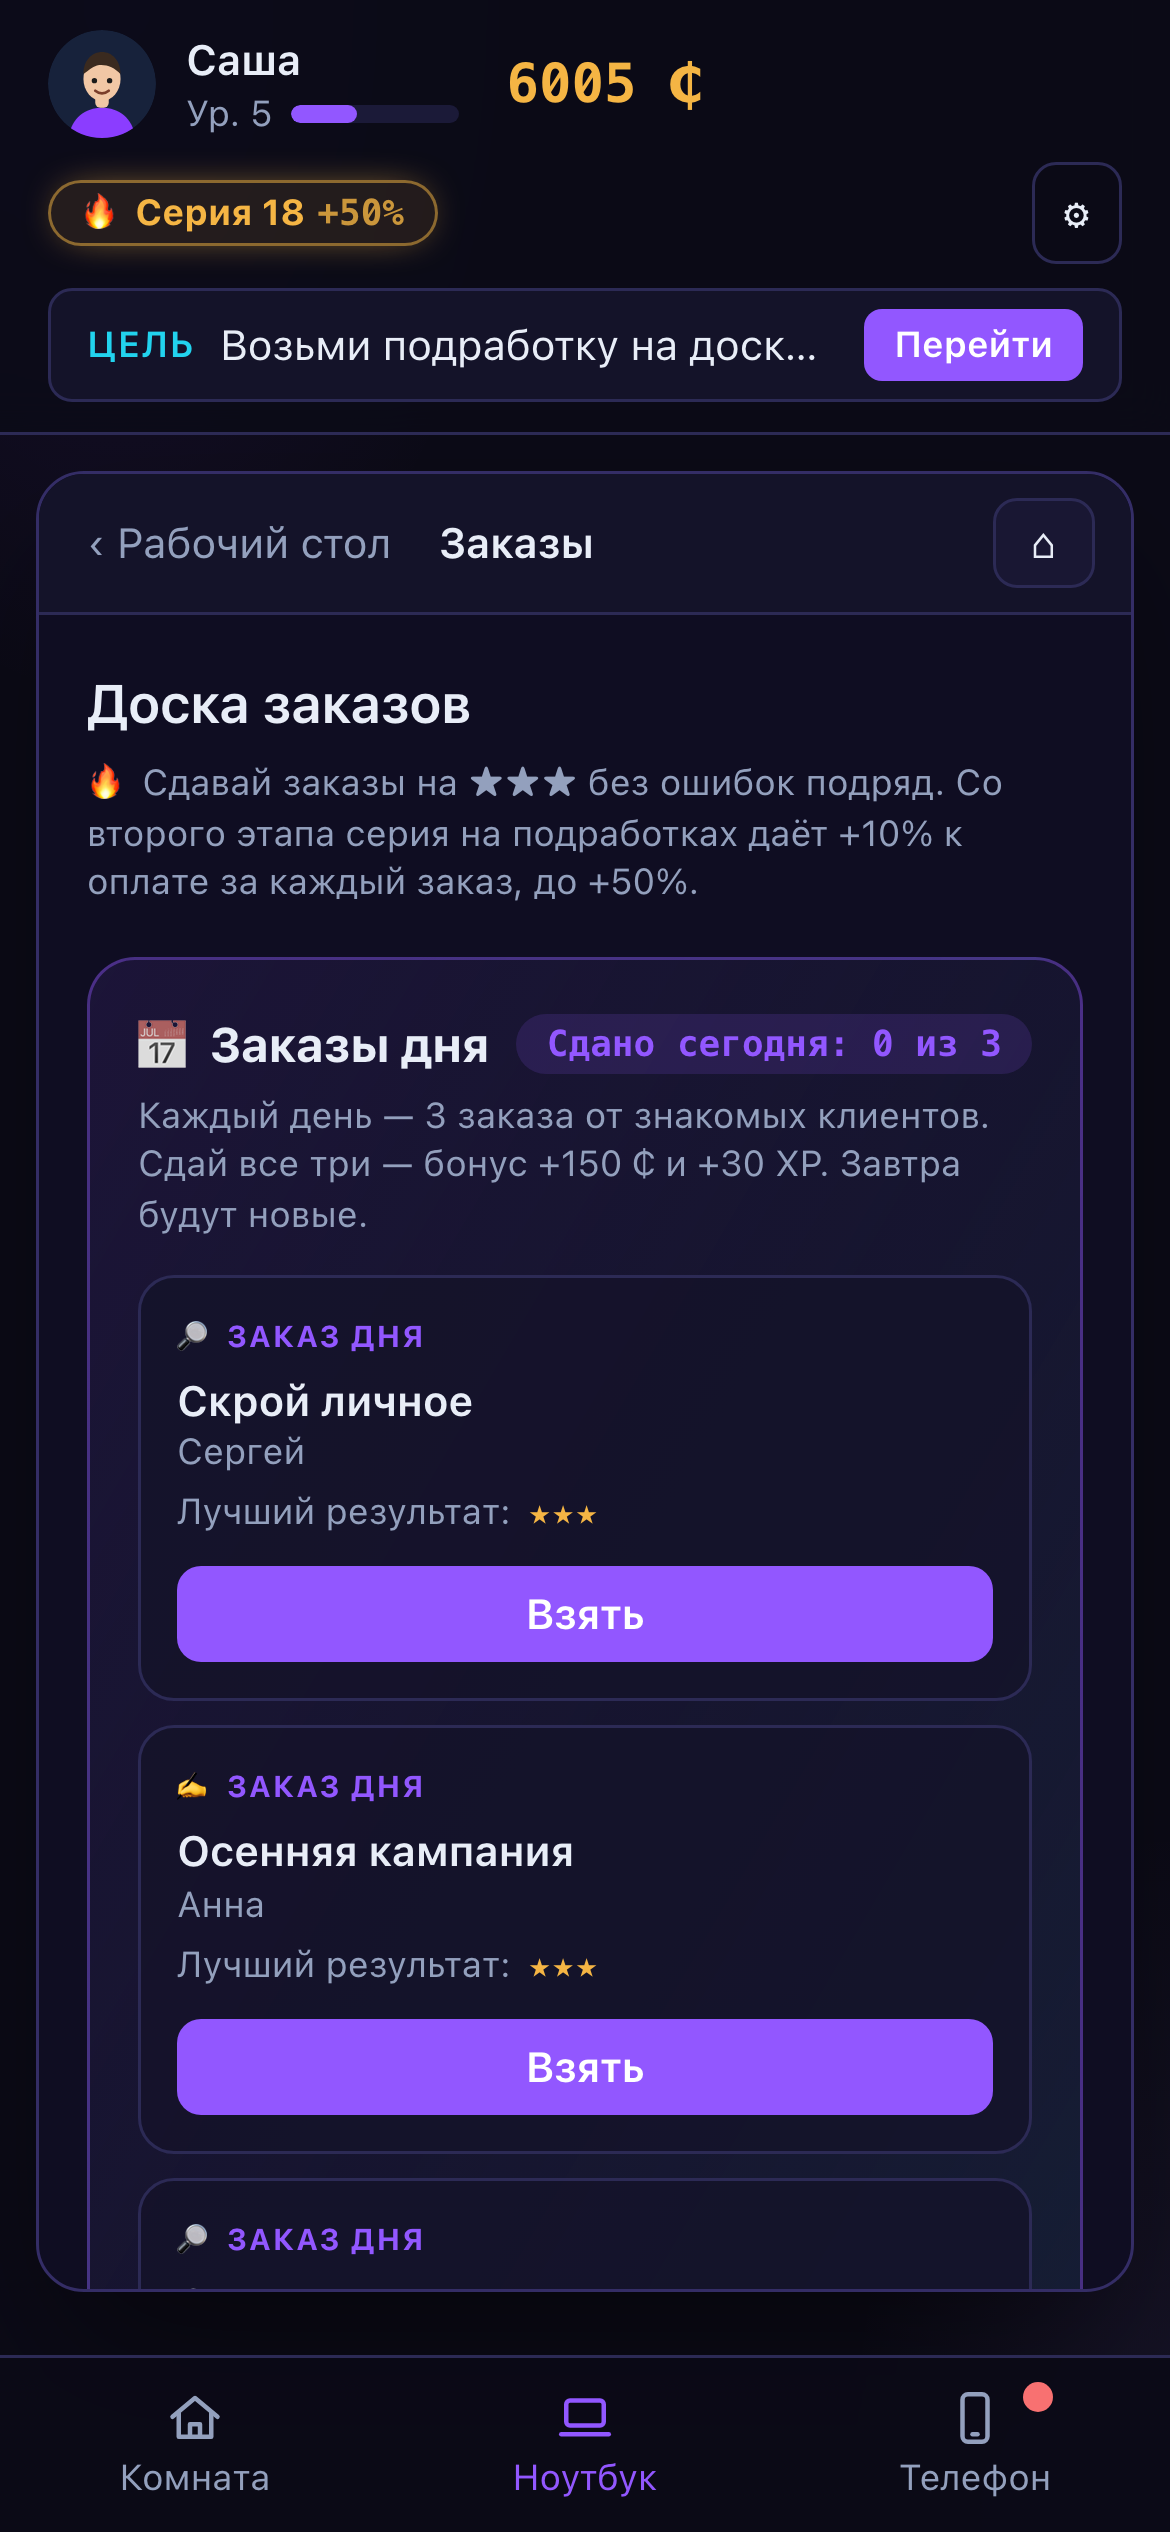 Саша
Ур. 5
6005 ₵
🔥 Серия 18 +50%
ЦЕЛЬ Возьми подработку на доск... Перейти
‹ Рабочий стол Заказы
Доска заказов
🔥 Сдавай заказы на ★★★ без ошибок подряд. Со
второго этапа серия на подработках даёт +10% к
оплате за каждый заказ, до +50%.
📅 Заказы дня Сдано сегодня: 0 из 3
Каждый день — 3 заказа от знакомых клиентов.
Сдай все три — бонус +150 ₵ и +30 XP. Завтра
будут новые.
🔎 ЗАКАЗ ДНЯ
Скрой личное
Сергей
Лучший результат: ★★★
Взять
✍️ ЗАКАЗ ДНЯ
Осенняя кампания
Анна
Лучший результат: ★★★
Взять
🔎 ЗАКАЗ ДНЯ
Комната Ноутбук Телефон